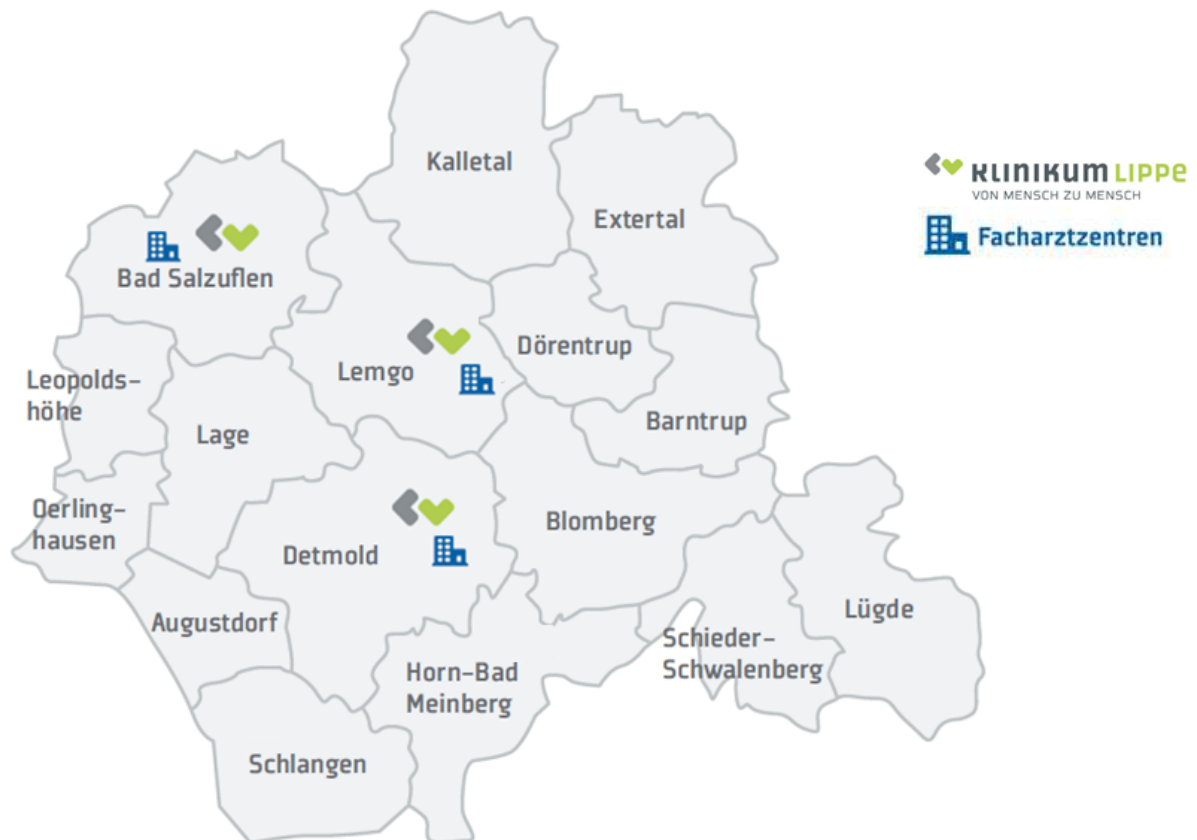 Kalletal
KLINIKUM LIPPE
VON MENSCH ZU MENSCH
Extertal
Facharztzentren
Bad Salzuflen
Dörentrup
Lemgo
Leopolds-
höhe
Barntrup
Lage
Oerling-
hausen
Blomberg
Detmold
Lügde
Augustdorf
Schieder-
Schwalenberg
Horn-Bad
Meinberg
Schlangen